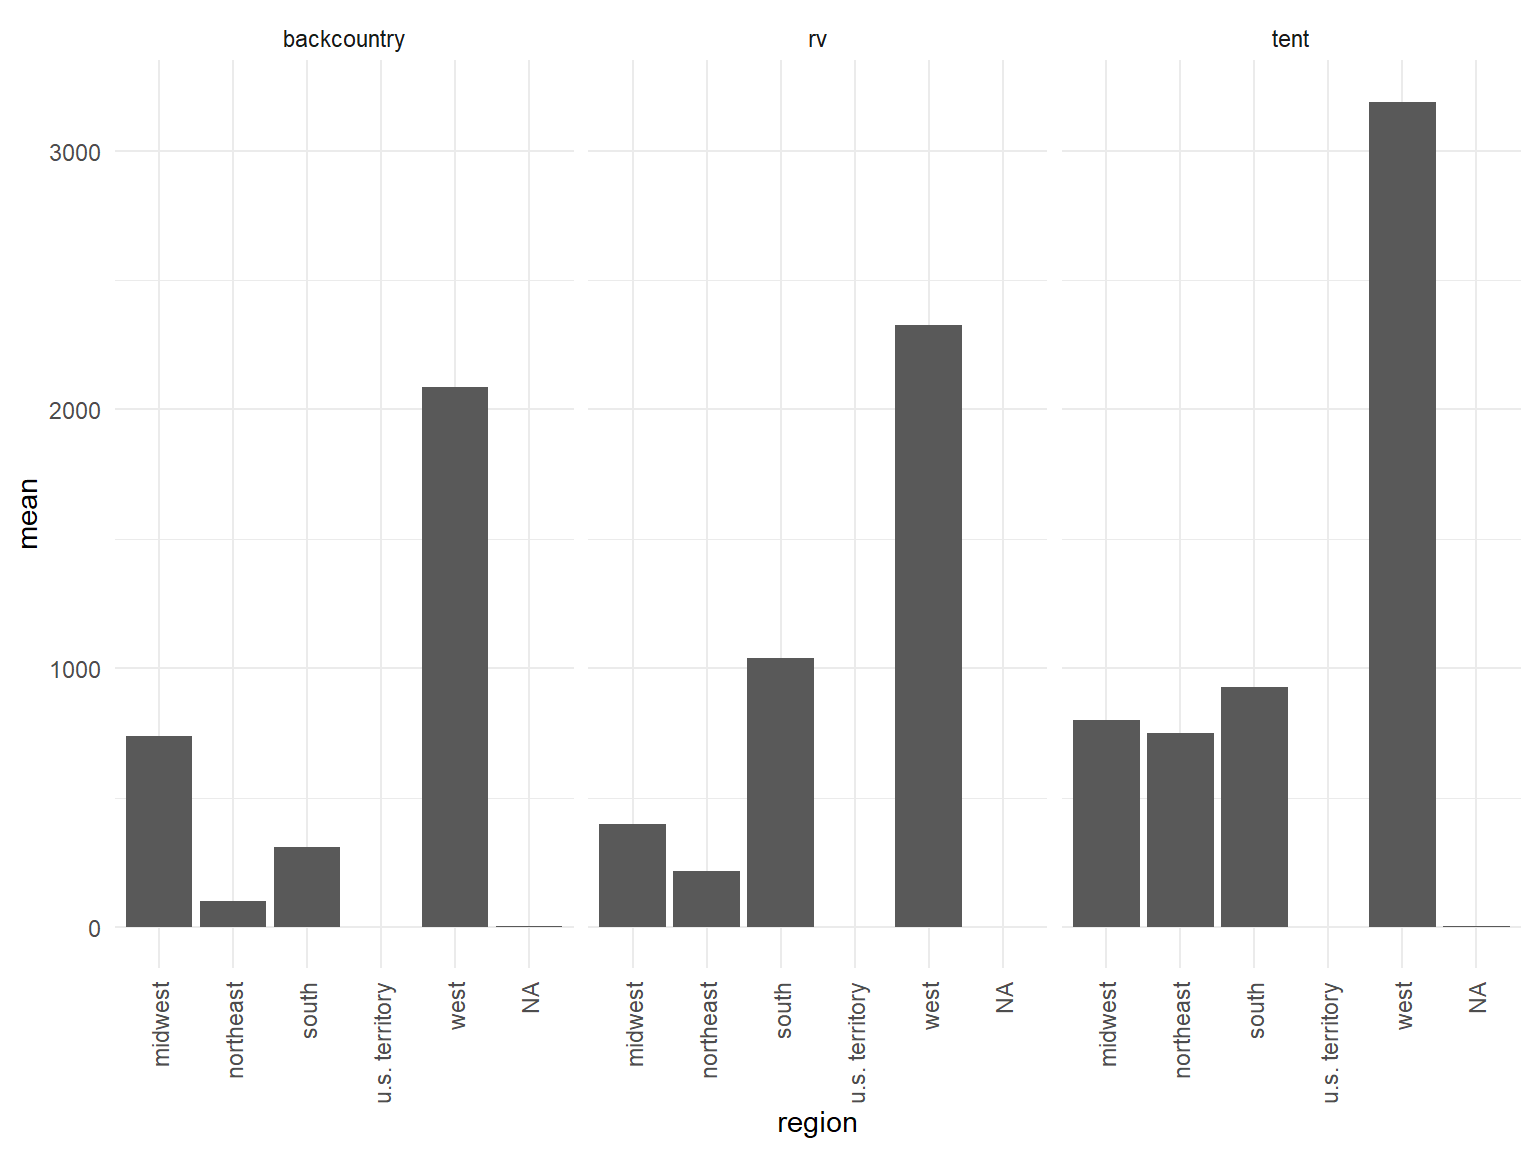 backcountry rv tent
3000
2000
1000
0
mean
midwest northeast south u.s. territory west NA midwest northeast south u.s. territory west NA midwest northeast south u.s. territory west NA
region